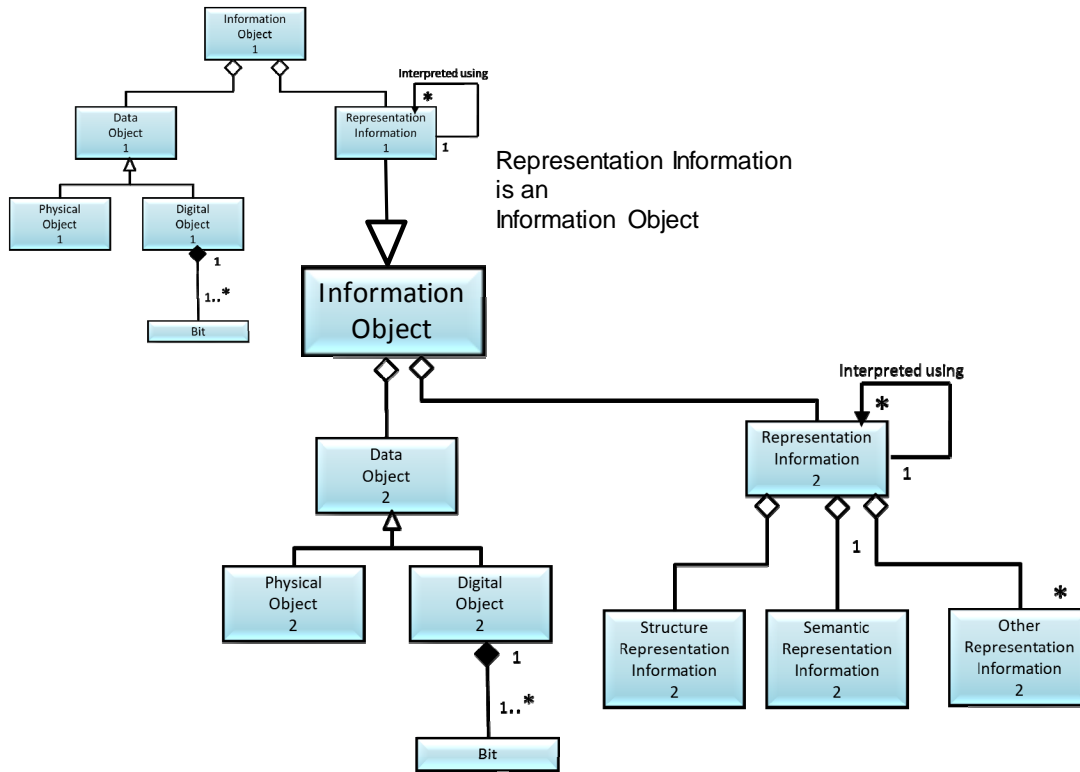 Information
Object
1
Interpreted using
*
Data
Object
1
Representation
Information
1
1
Representation Information
is an
Information Object
Physical
Object
1
Digital
Object
1
1
1..*
Bit
Information
Object
Interpreted using
*
Representation
Information
2
1
Data
Object
2
1
Physical
Object
2
Digital
Object
2
*
Structure
Representation
Information
2
Semantic
Representation
Information
2
Other
Representation
Information
2
1
1..*
Bit